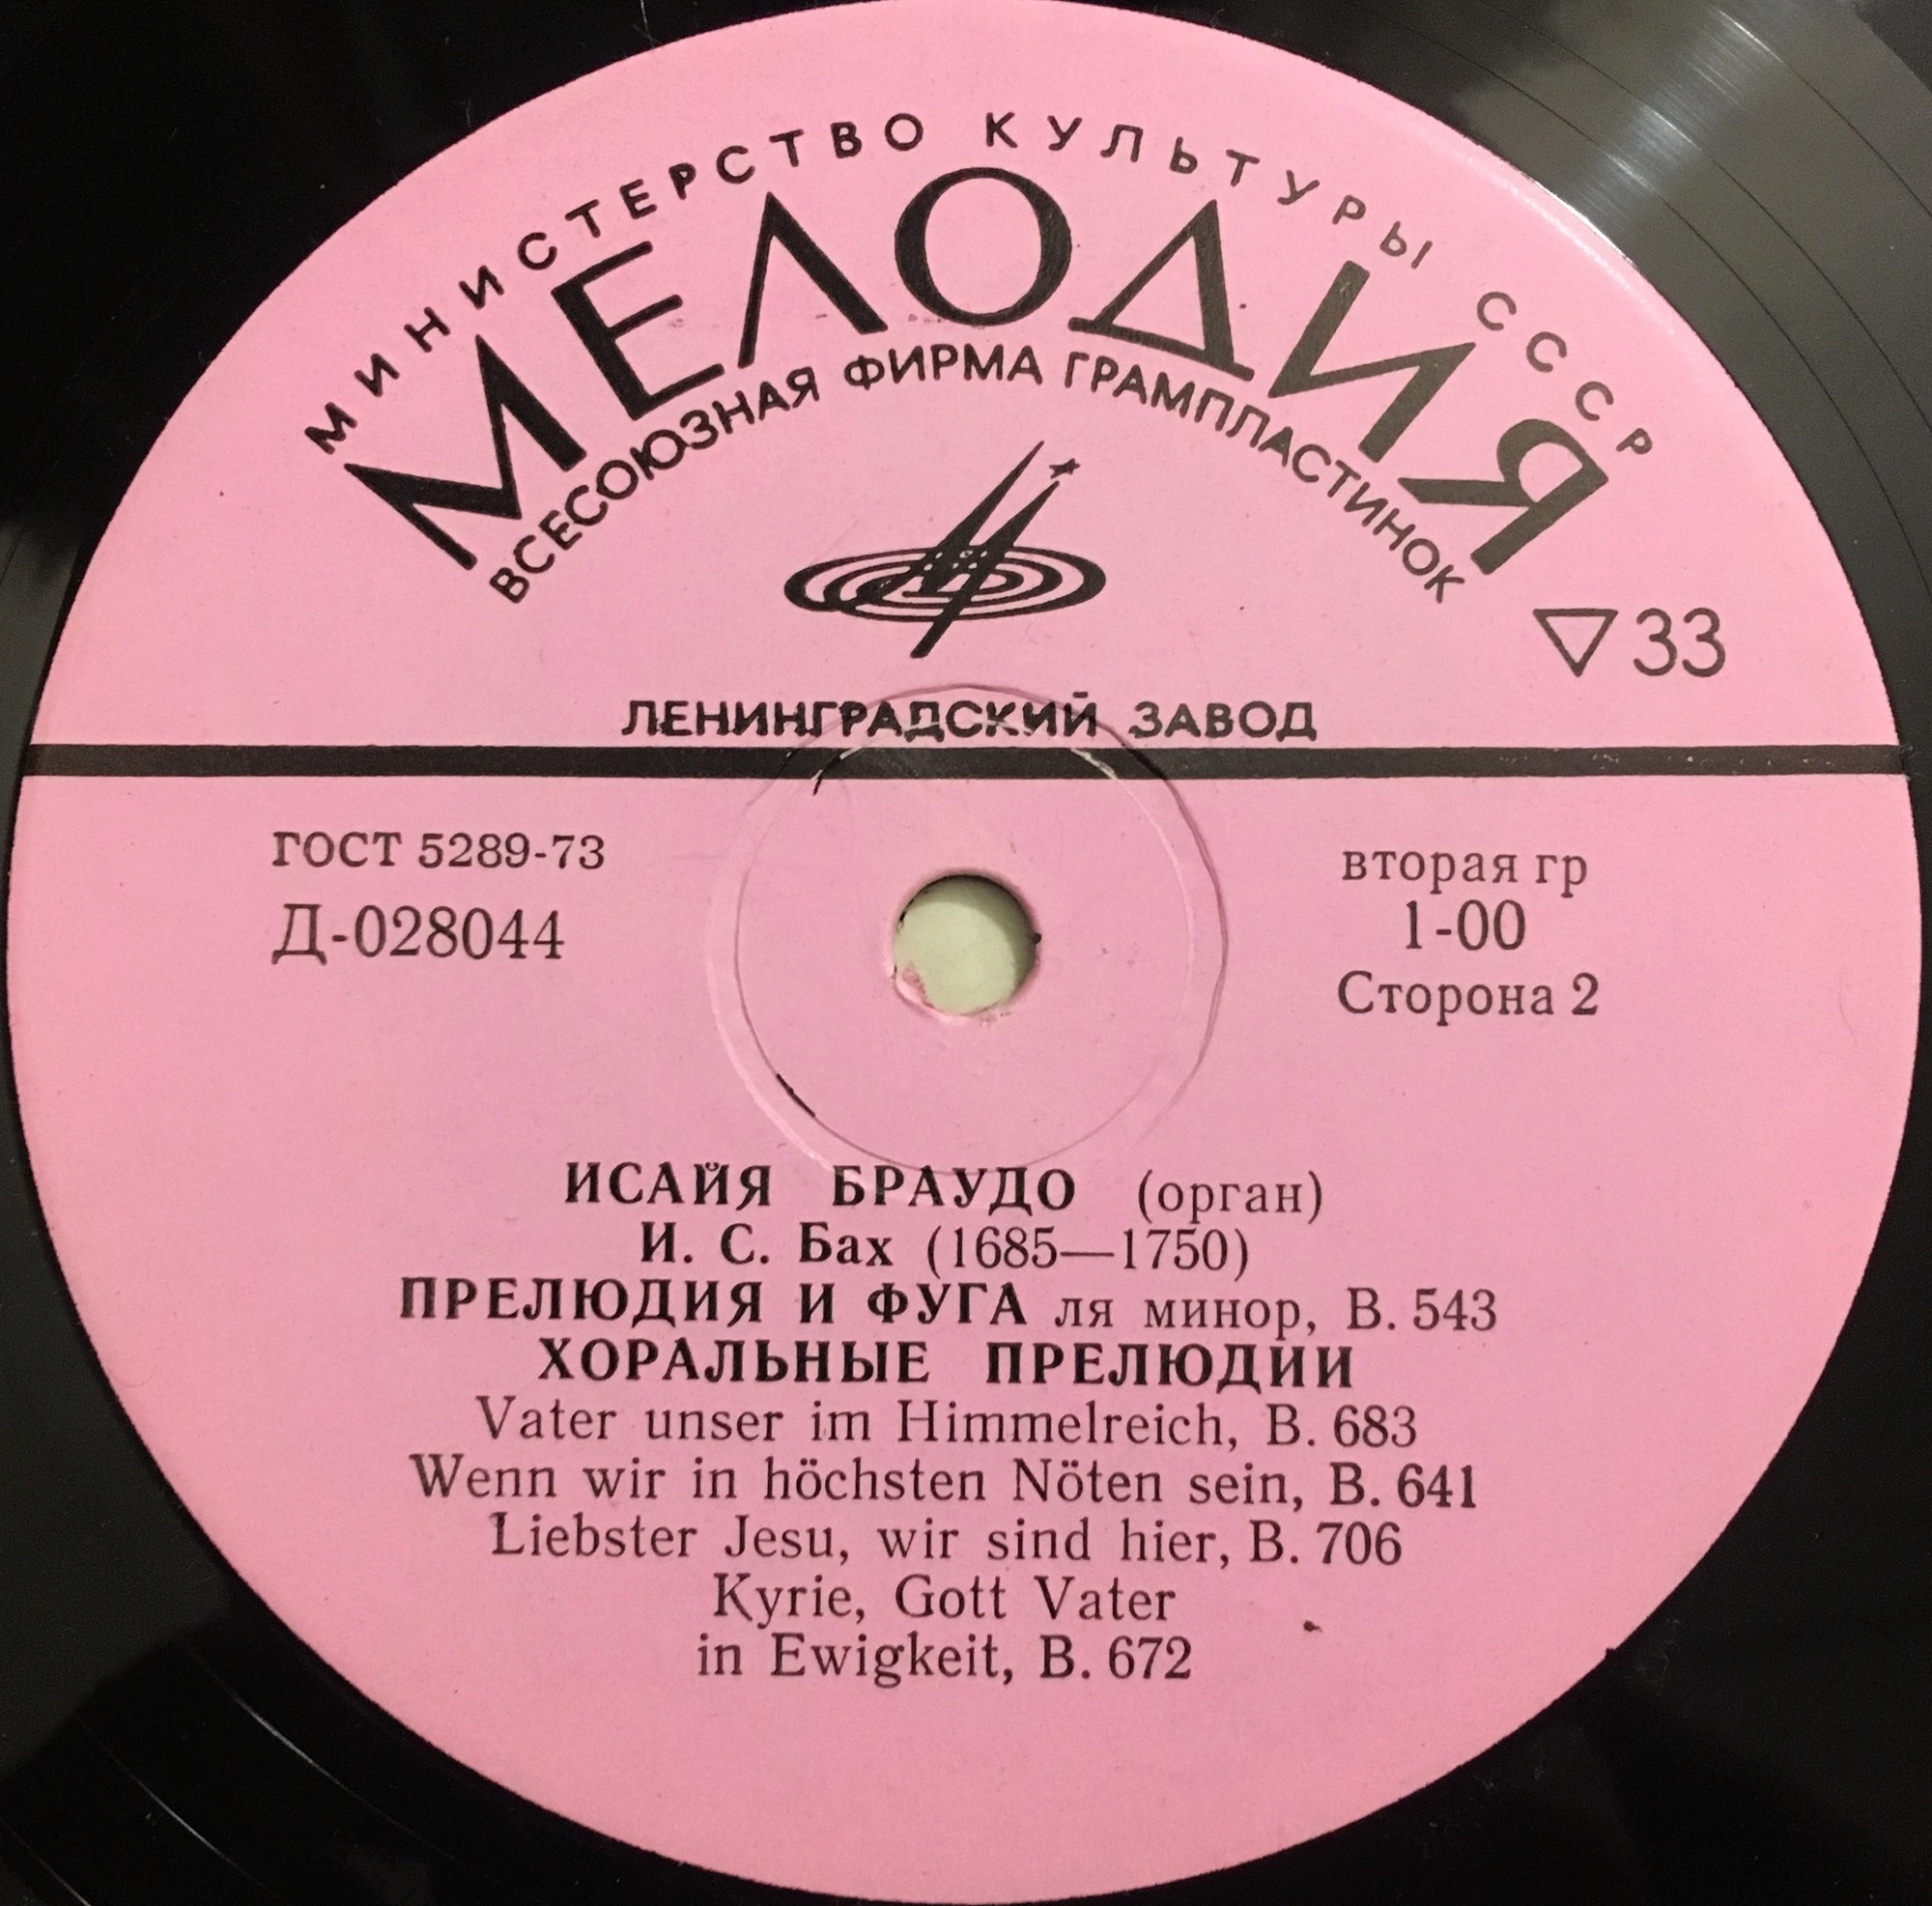 МИНИСТЕРСТВО КУЛЬТУРЫ СССР
МЕЛОДИЯ
ВСЕСОЮЗНАЯ ФИРМА ГРАМПЛАСТИНОК
▽33
ЛЕНИНГРАДСКИЙ ЗАВОД
ГОСТ 5289-73
Д-028044
вторая гр
1-00
Сторона 2
ИСАЙЯ БРАУДО (орган)
И. С. Бах (1685—1750)
ПРЕЛЮДИЯ И ФУГА ля минор, В. 543
ХОРАЛЬНЫЕ ПРЕЛЮДИИ
Vater unser im Himmelreich, B. 683
Wenn wir in höchsten Nöten sein, B. 641
Liebster Jesu, wir sind hier, B. 706
Kyrie, Gott Vater
in Ewigkeit, B. 672